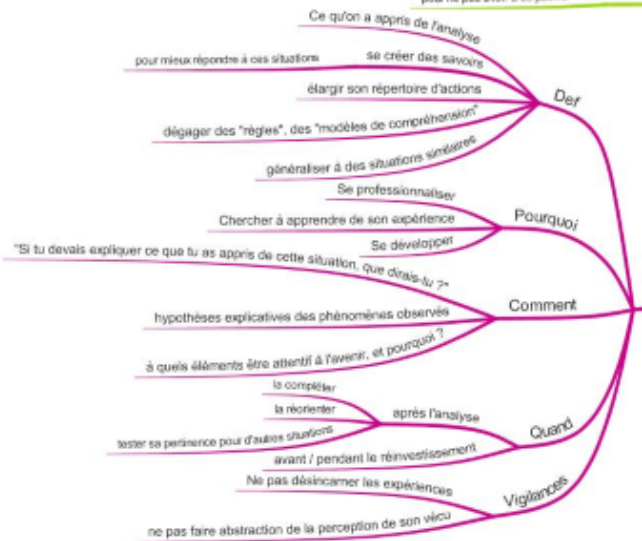 Ce qu'on a appris de l'analyse
pour mieux répondre à ces situations
se créer des savoirs
élargir son répertoire d'actions
Def
dégager des "règles", des "modèles de compréhension"
généraliser à des situations similaires
Se professionnaliser
Chercher à apprendre de son expérience
Pourquoi
Se développer
"Si tu devais expliquer ce que tu as appris de cette situation, que dirais-tu ?"
Comment
hypothèses explicatives des phénomènes observés
à quels éléments être attentif à l'avenir, et pourquoi ?
la compléter
la réorienter
après l'analyse
tester sa pertinence pour d'autres situations
Quand
avant / pendant le réinvestissement
Ne pas désincarner les expériences
Vigilances
ne pas faire abstraction de la perception de son vécu